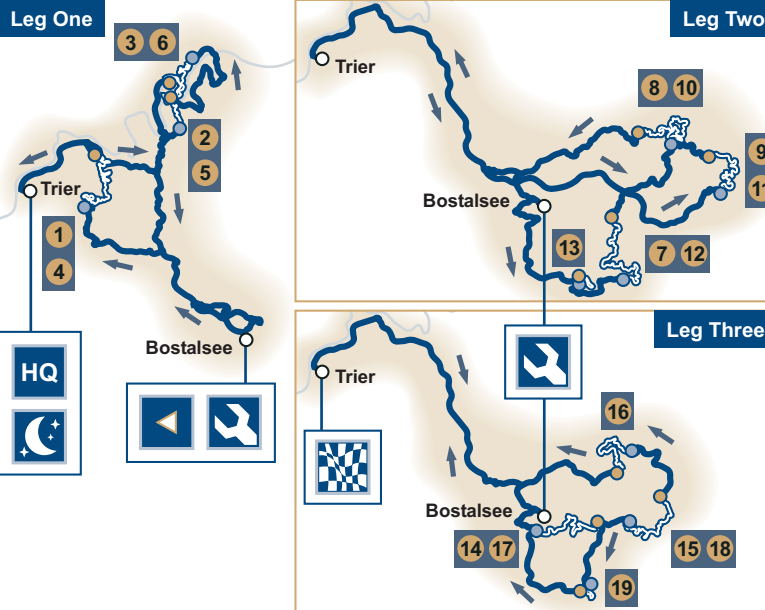 Leg One
3 6
2
5
Trier
1
4
Bostalsee
HQ
Leg Two
Trier
8 10
9
11
Bostalsee
13
7 12
Leg Three
Trier
16
Bostalsee
14 17
15 18
19